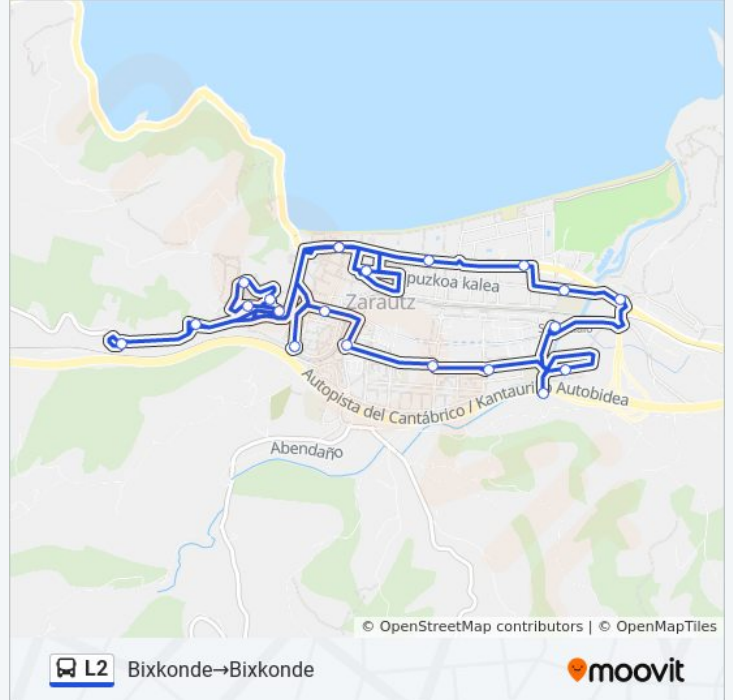 puzkoa kalea
Zarautz
Autopista del Cantábrico / Kantauri
Autobidea
Abendaño
© OpenStreetMap contributors | © OpenMapTiles
L2 Bixkonde→Bixkonde moovit